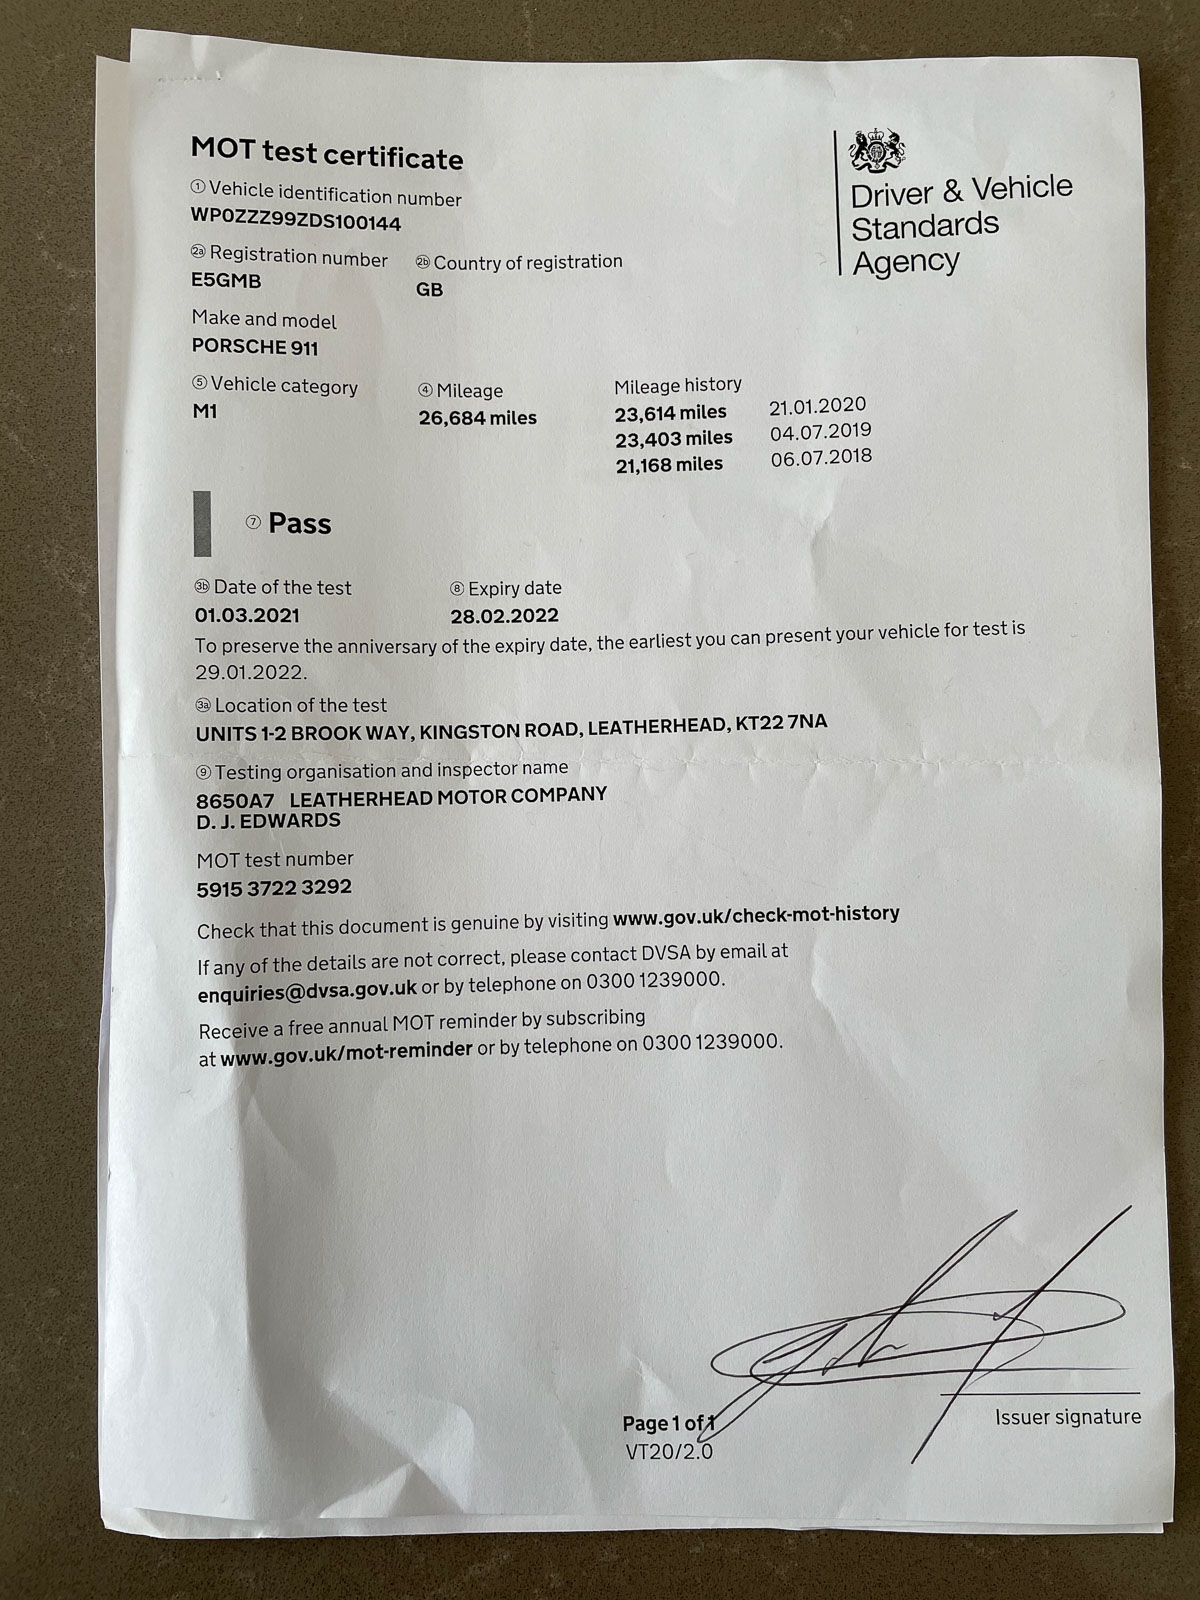 MOT test certificate
Driver & Vehicle
Standards
Agency
1 Vehicle identification number
WP0ZZZ99ZDS100144
2a Registration number 2b Country of registration
E5GMB GB
Make and model
PORSCHE 911
5 Vehicle category 4 Mileage Mileage history
M1 26,684 miles 23,614 miles 21.01.2020
23,403 miles 04.07.2019
21,168 miles 06.07.2018
7 Pass
3b Date of the test 8 Expiry date
01.03.2021 28.02.2022
To preserve the anniversary of the expiry date, the earliest you can present your vehicle for test is
29.01.2022.
3a Location of the test
UNITS 1-2 BROOK WAY, KINGSTON ROAD, LEATHERHEAD, KT22 7NA
9 Testing organisation and inspector name
8650A7 LEATHERHEAD MOTOR COMPANY
D. J. EDWARDS
MOT test number
5915 3722 3292
Check that this document is genuine by visiting www.gov.uk/check-mot-history
If any of the details are not correct, please contact DVSA by email at
enquiries@dvsa.gov.uk or by telephone on 0300 1239000.
Receive a free annual MOT reminder by subscribing
at www.gov.uk/mot-reminder or by telephone on 0300 1239000.
Issuer signature
Page 1 of 1
VT20/2.0